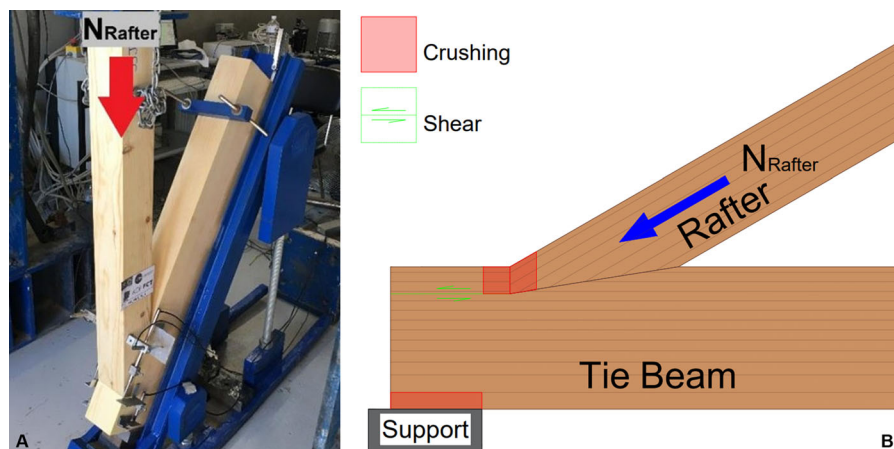 NRafter
A
Crushing
Shear
NRafter
Rafter
Tie Beam
Support
B